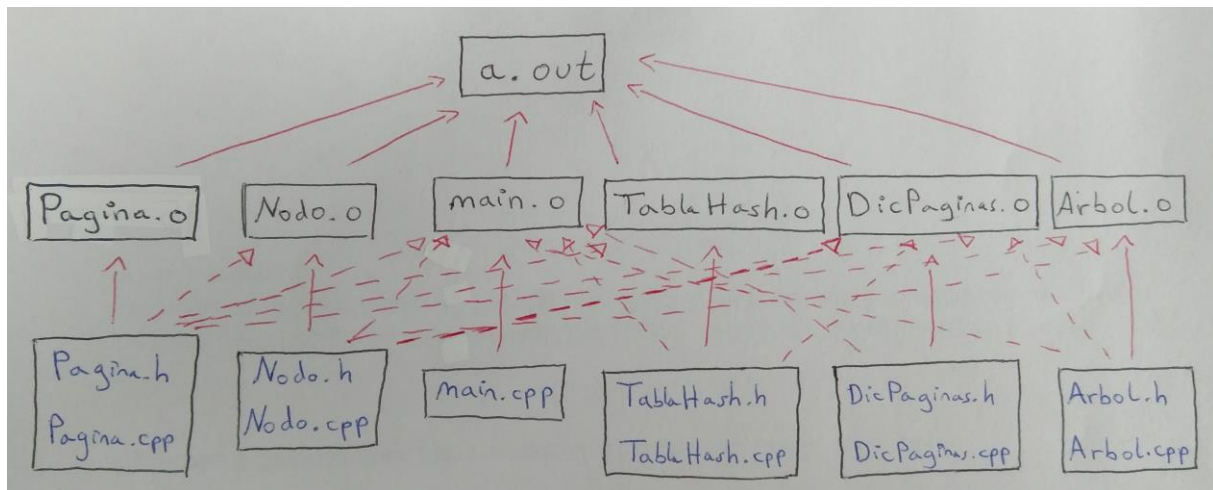 a.out
Pagina.o
Nodo.o
main.o
TablaHash.o
DicPaginas.o
Arbol.o
Pagina.h
Pagina.cpp
Nodo.h
Nodo.cpp
main.cpp
TablaHash.h
TablaHash.cpp
DicPaginas.h
DicPaginas.cpp
Arbol.h
Arbol.cpp